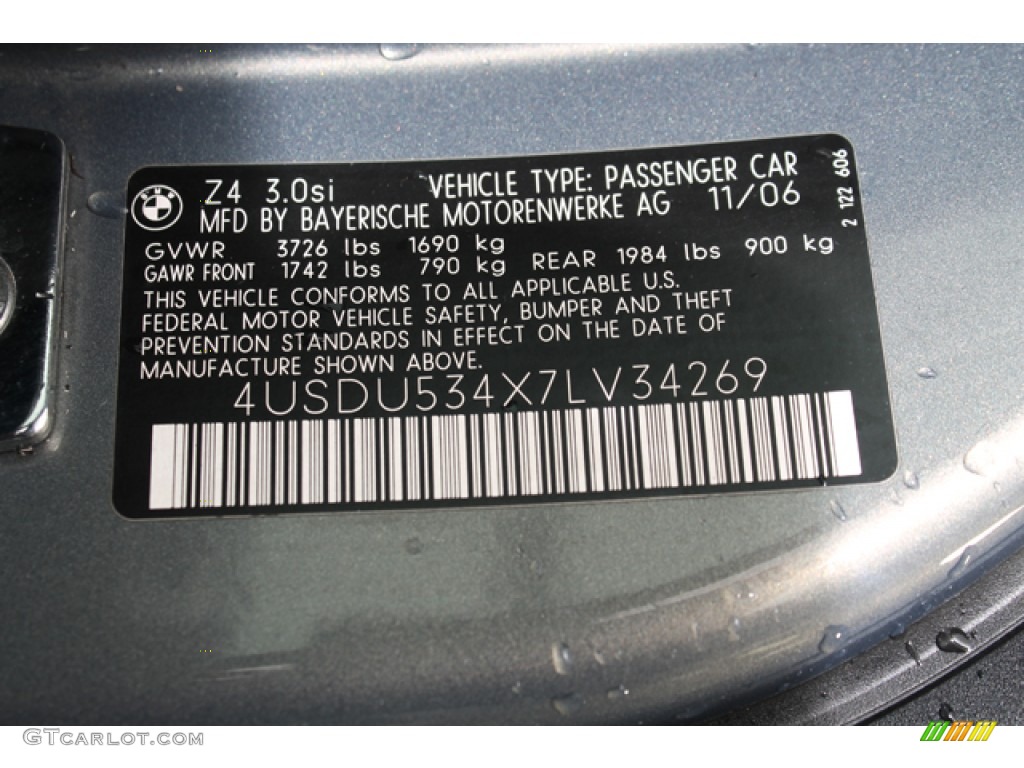 BMW
Z4 3.0si VEHICLE TYPE: PASSENGER CAR
MFD BY BAYERISCHE MOTORENWERKE AG 11/06
GVWR 3726 lbs 1690 kg
GAWR FRONT 1742 lbs 790 kg REAR 1984 lbs 900 kg
THIS VEHICLE CONFORMS TO ALL APPLICABLE U.S.
FEDERAL MOTOR VEHICLE SAFETY, BUMPER AND THEFT
PREVENTION STANDARDS IN EFFECT ON THE DATE OF
MANUFACTURE SHOWN ABOVE.
4USDU534X7LV34269
2 122 606
GTCarLot.com